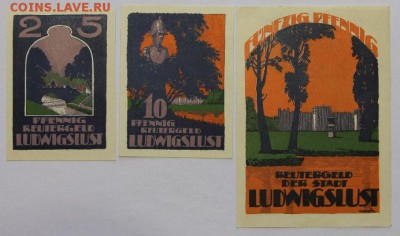 COINS.LAVE.RU
25
PFENNIG
REUTERGELD
LUDWIGSLUST
10
PFENNIG
REUTERGELD
LUDWIGSLUST
FÜNFZIG PFENNIG
REUTERGELD
DER STADT
LUDWIGSLUST